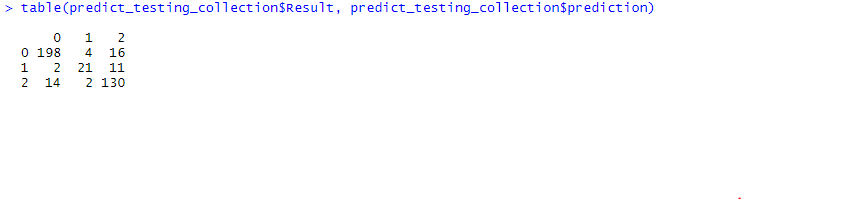 > table(predict_testing_collection$Result, predict_testing_collection$prediction)
0 1 2
0 198 4 16
1 2 21 11
2 14 2 130